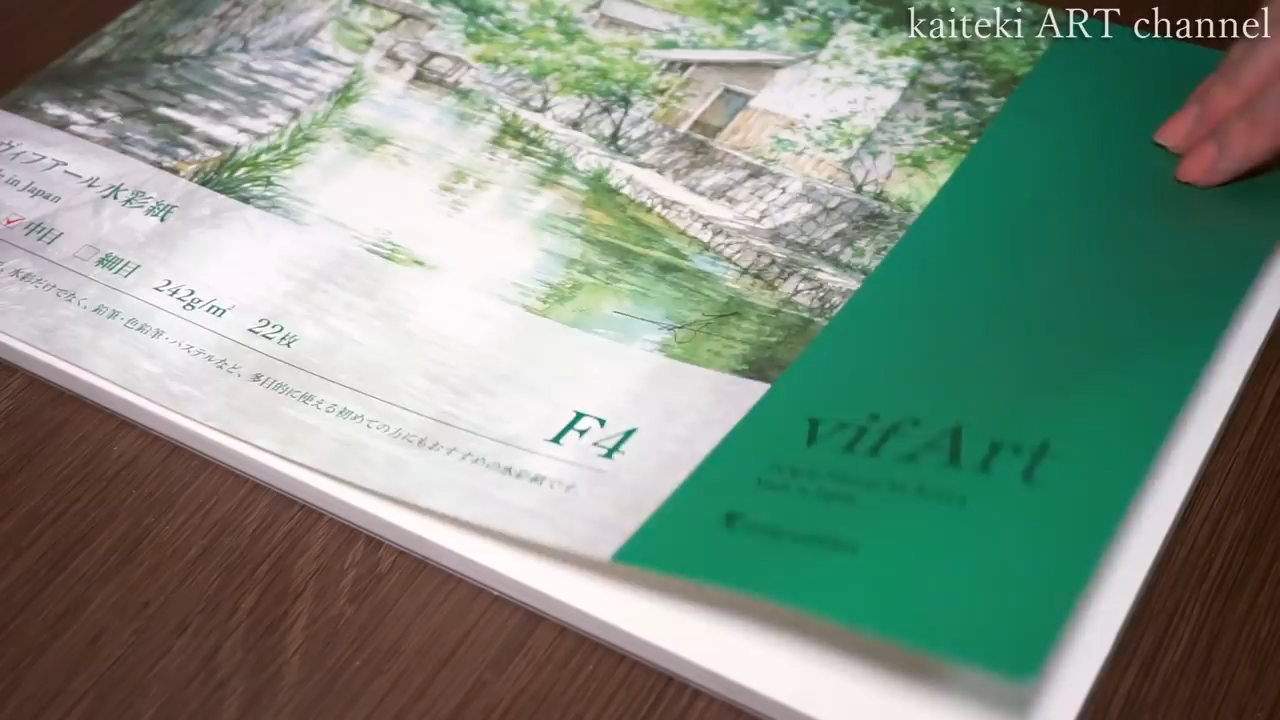 kaiteki ART channel
ヴィフアール水彩紙
in Japan
中目 細目 242g/㎡ 22枚
水彩だけでなく、鉛筆・色鉛筆・パステルなど、多目的に使える初めての方にもおすすめの水彩紙です。
F4
vifArt